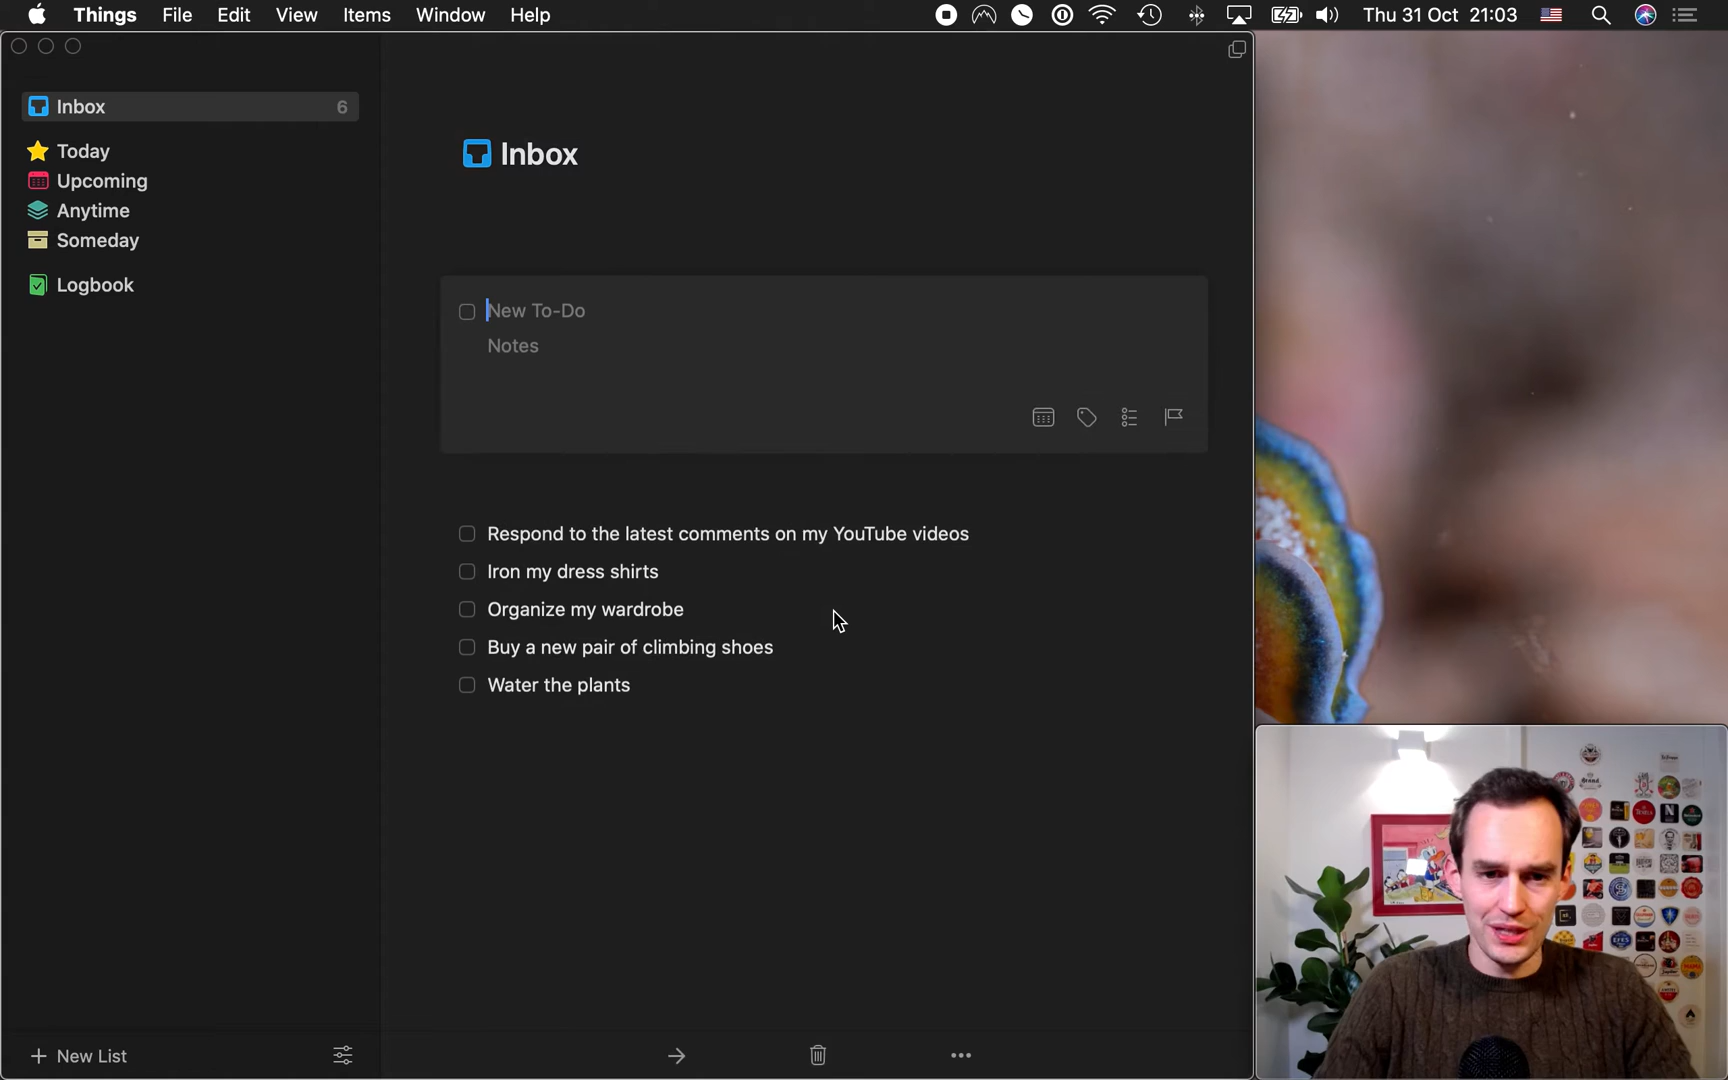 Things File Edit View Items Window Help
Thu 31 Oct 21:03
Inbox 6
Today
Upcoming
Anytime
Someday
Logbook
New List
Inbox
New To-Do
Notes
Respond to the latest comments on my YouTube videos
Iron my dress shirts
Organize my wardrobe
Buy a new pair of climbing shoes
Water the plants